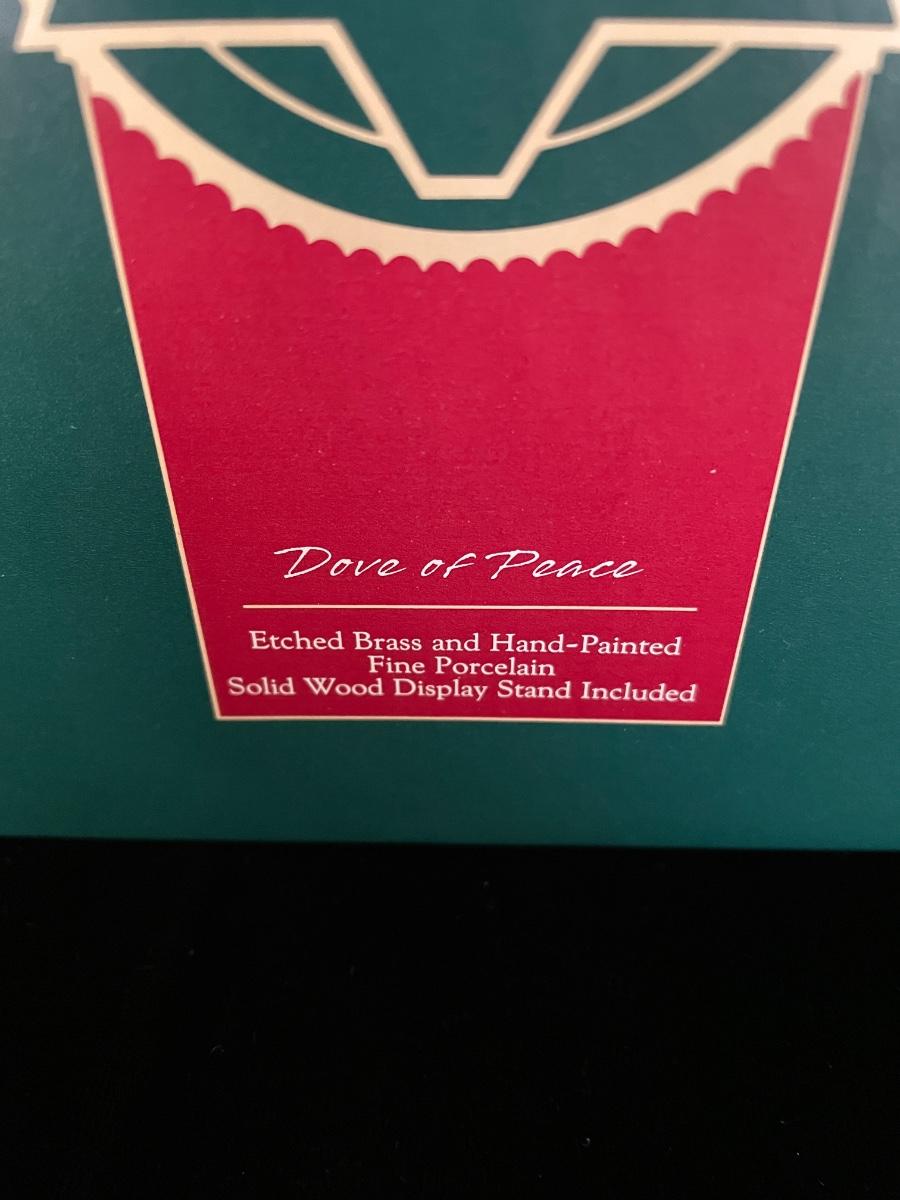 Dove of Peace
Etched Brass and Hand-Painted
Fine Porcelain
Solid Wood Display Stand Included